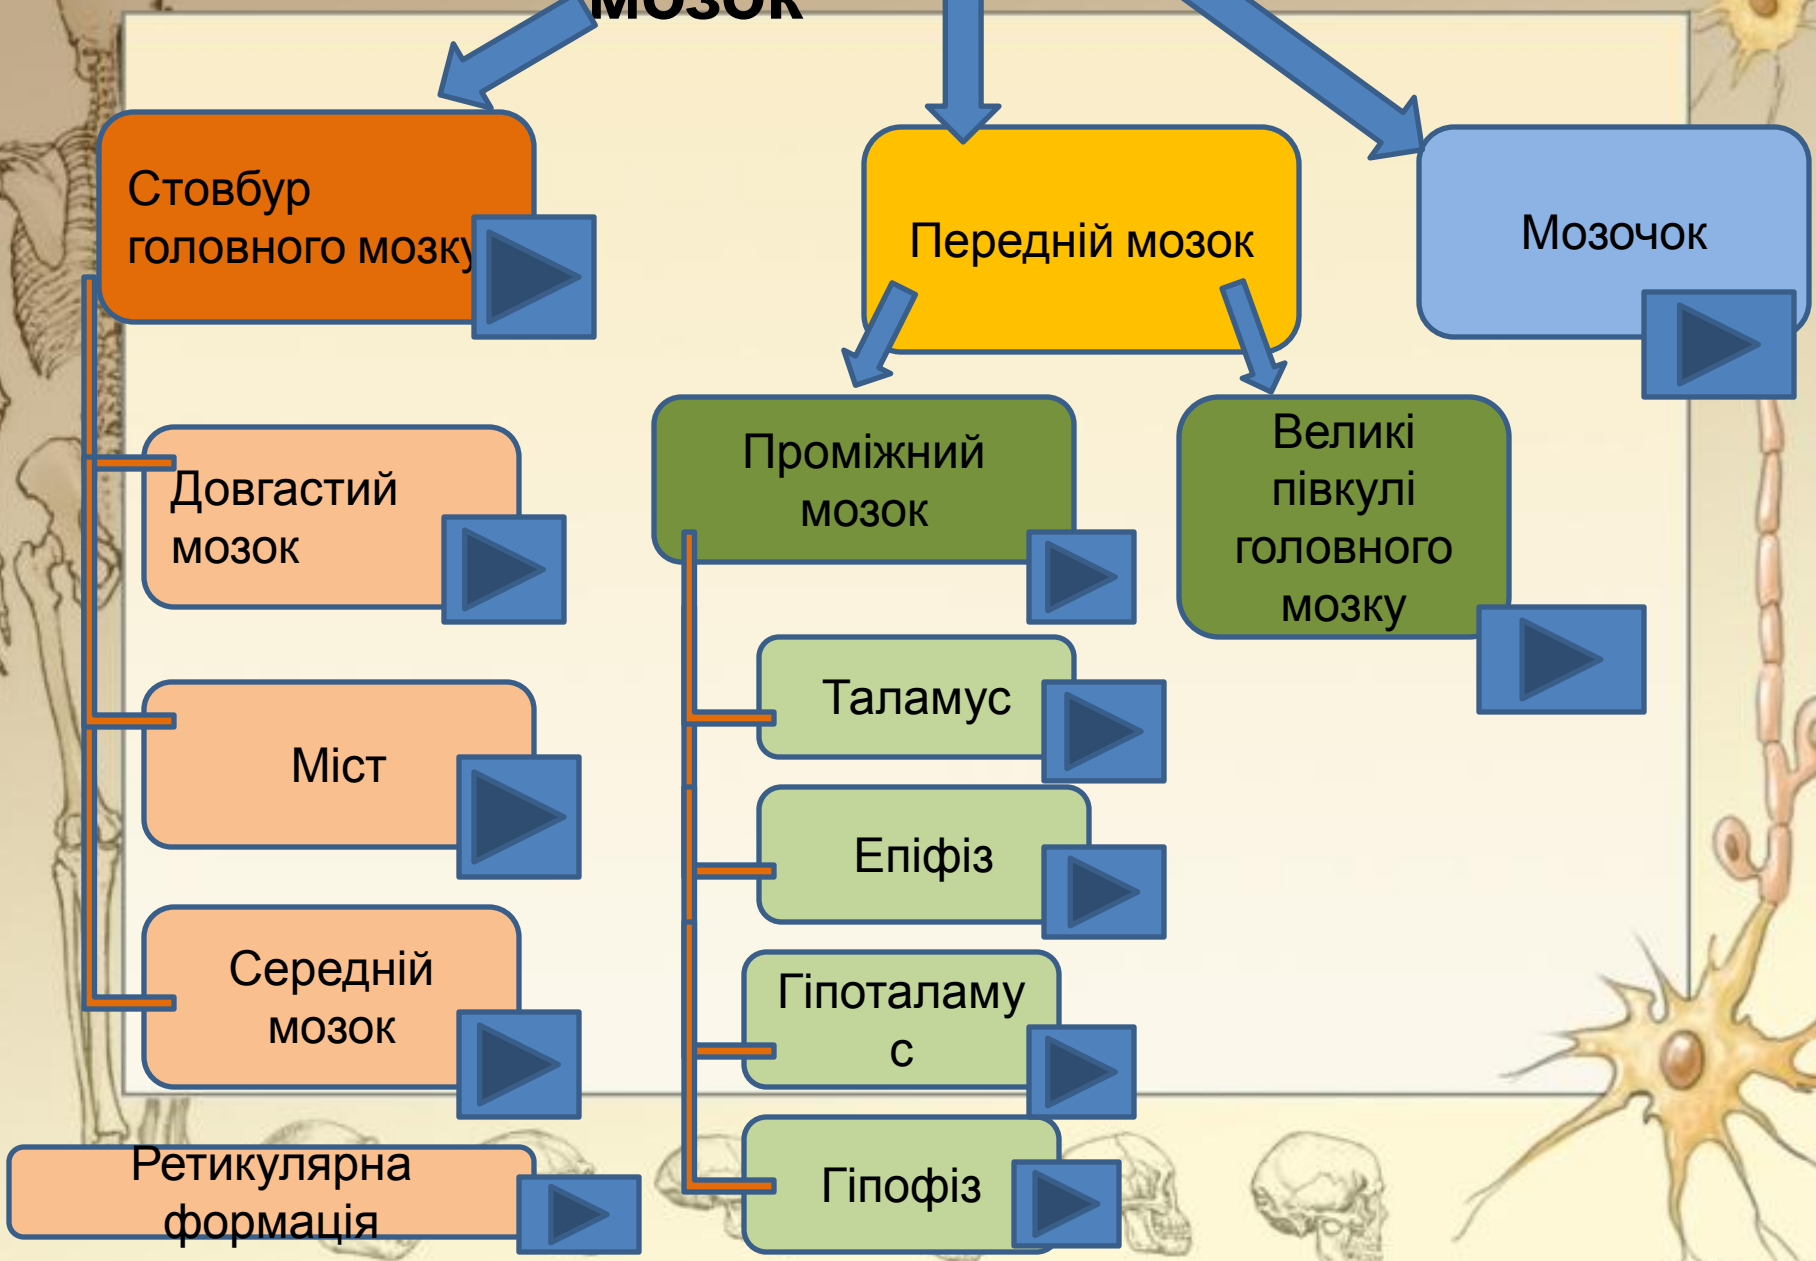 мозок
Стовбур
головного мозку
Передній мозок
Мозочок
Довгастий
мозок
Міст
Середній
мозок
Ретикулярна
формація
Проміжний
мозок
Таламус
Епіфіз
Гіпоталаму
с
Гіпофіз
Великі
півкулі
головного
мозку